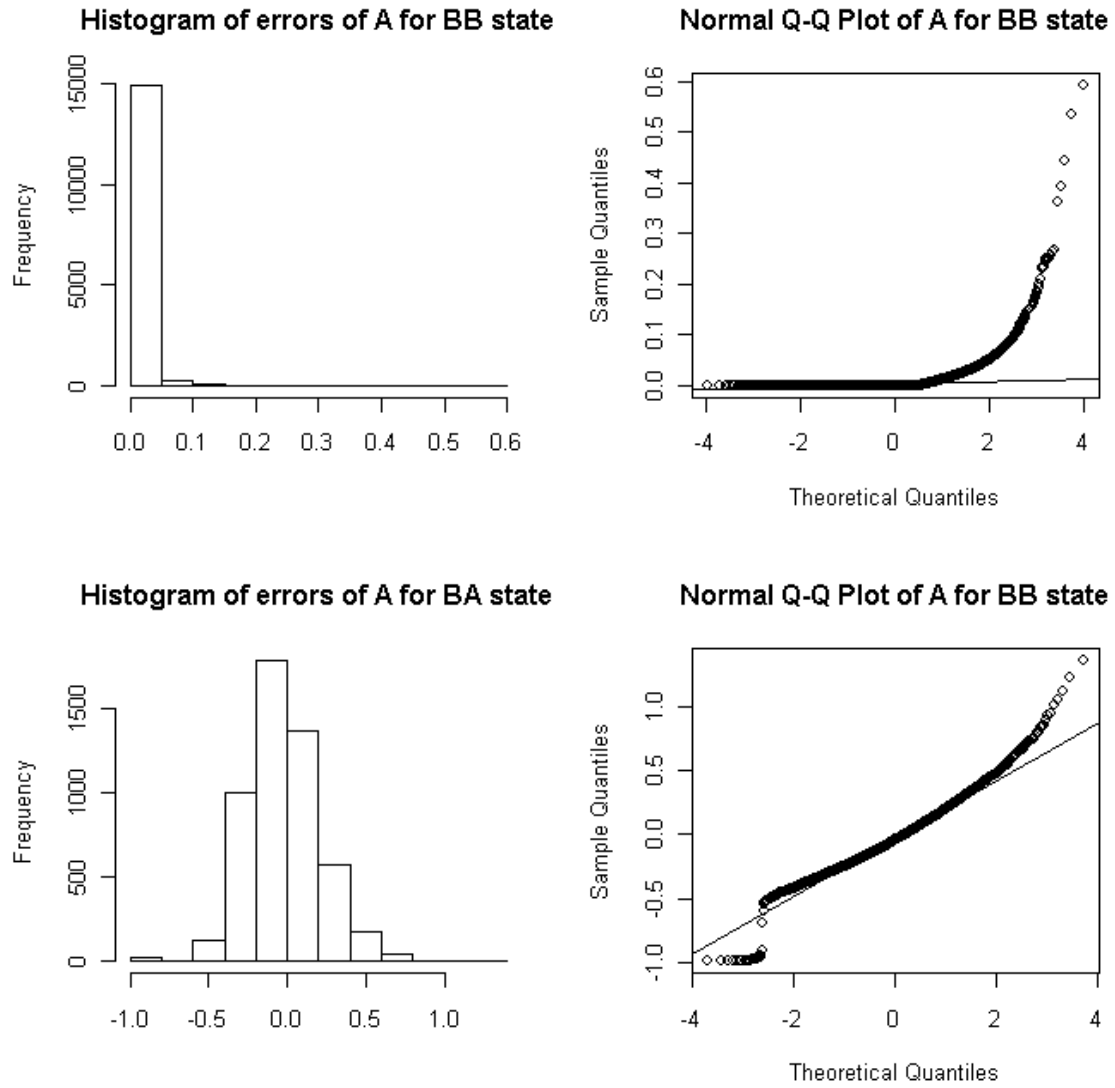 Histogram of errors of A for BB state
Frequency
15000
10000
5000
0
0.0 0.1 0.2 0.3 0.4 0.5 0.6
Normal Q-Q Plot of A for BB state
Sample Quantiles
0.6
0.5
0.4
0.3
0.2
0.1
0.0
-4 -2 0 2 4
Theoretical Quantiles
Histogram of errors of A for BA state
Frequency
1500
1000
500
0
-1.0 -0.5 0.0 0.5 1.0
Normal Q-Q Plot of A for BB state
Sample Quantiles
1.0
0.5
0.0
-0.5
-1.0
-4 -2 0 2 4
Theoretical Quantiles